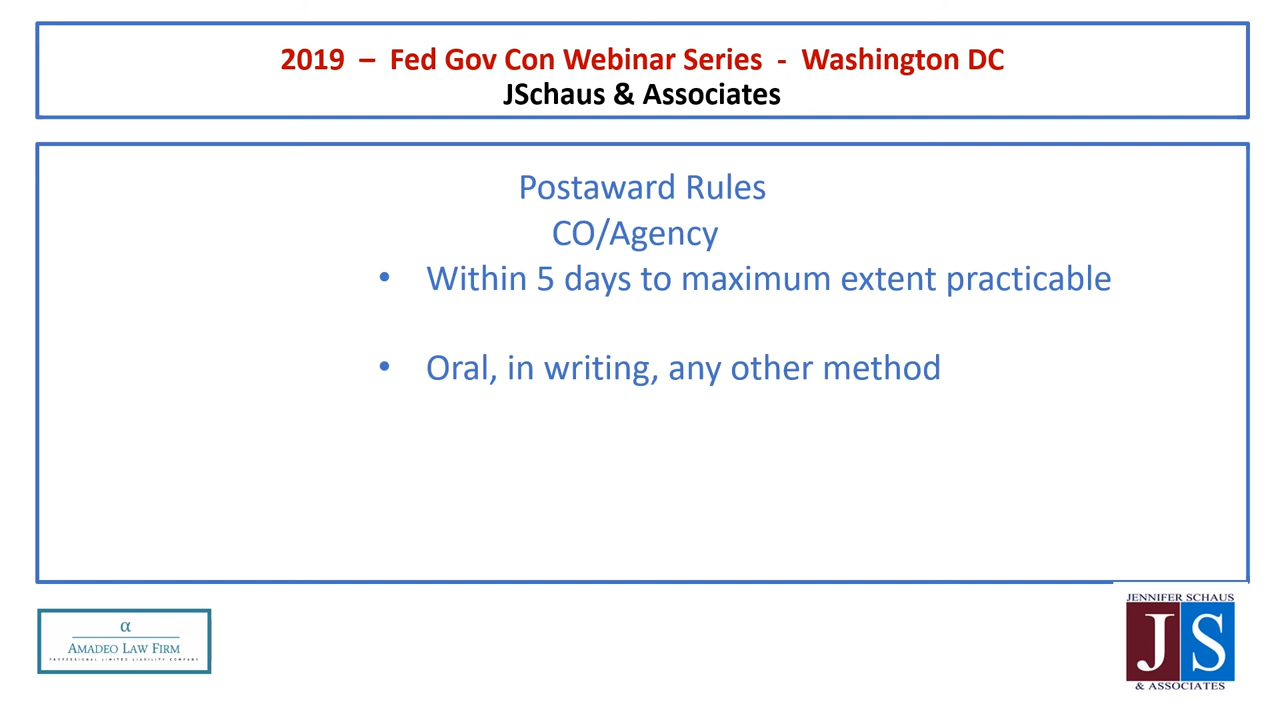 2019 – Fed Gov Con Webinar Series - Washington DC
JSchaus & Associates
Postaward Rules
CO/Agency
• Within 5 days to maximum extent practicable
• Oral, in writing, any other method
α
AMADEO LAW FIRM
PROFESSIONAL LIMITED LIABILITY COMPANY
JENNIFER SCHAUS
JS
& ASSOCIATES